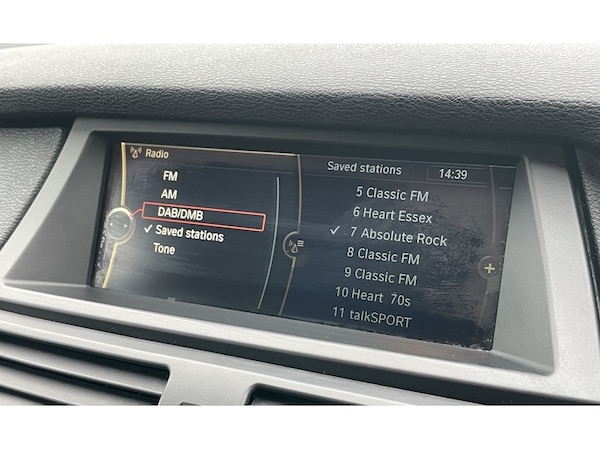 Radio
FM
AM
DAB/DMB
✓ Saved stations
Tone
Saved stations 14:39
5 Classic FM
6 Heart Essex
✓ 7 Absolute Rock
8 Classic FM
9 Classic FM
10 Heart 70s
11 talkSPORT